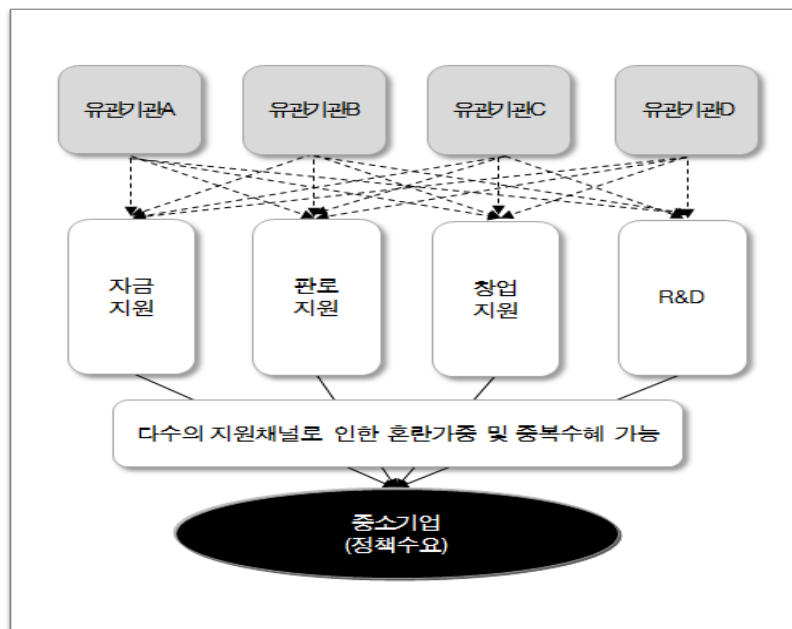 유관기관A
유관기관B
유관기관C
유관기관D
자금
지원
판로
지원
창업
지원
R&D
다수의 지원채널로 인한 혼란가중 및 중복수혜 가능
중소기업
(정책수요)